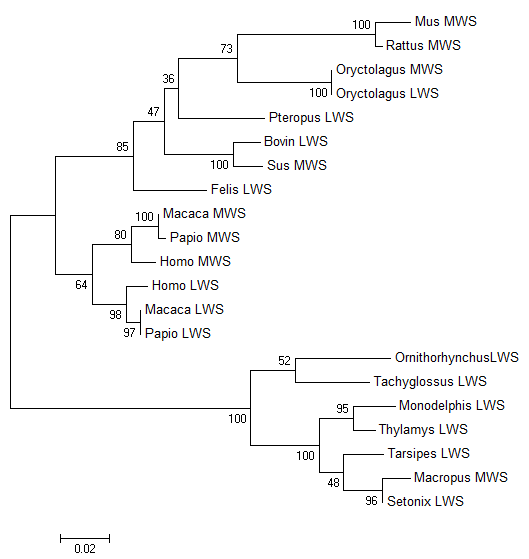 100
Mus MWS
Rattus MWS
73
Oryctolagus MWS
100
Oryctolagus LWS
36
Pteropus LWS
47
Bovin LWS
100
Sus MWS
85
Felis LWS
100
Macaca MWS
Papio MWS
80
Homo MWS
64
Homo LWS
98
Macaca LWS
97
Papio LWS
52
OrnithorhynchusLWS
Tachyglossus LWS
100
95
Monodelphis LWS
Thylamys LWS
100
Tarsipes LWS
48
Macropus MWS
96
Setonix LWS
0.02